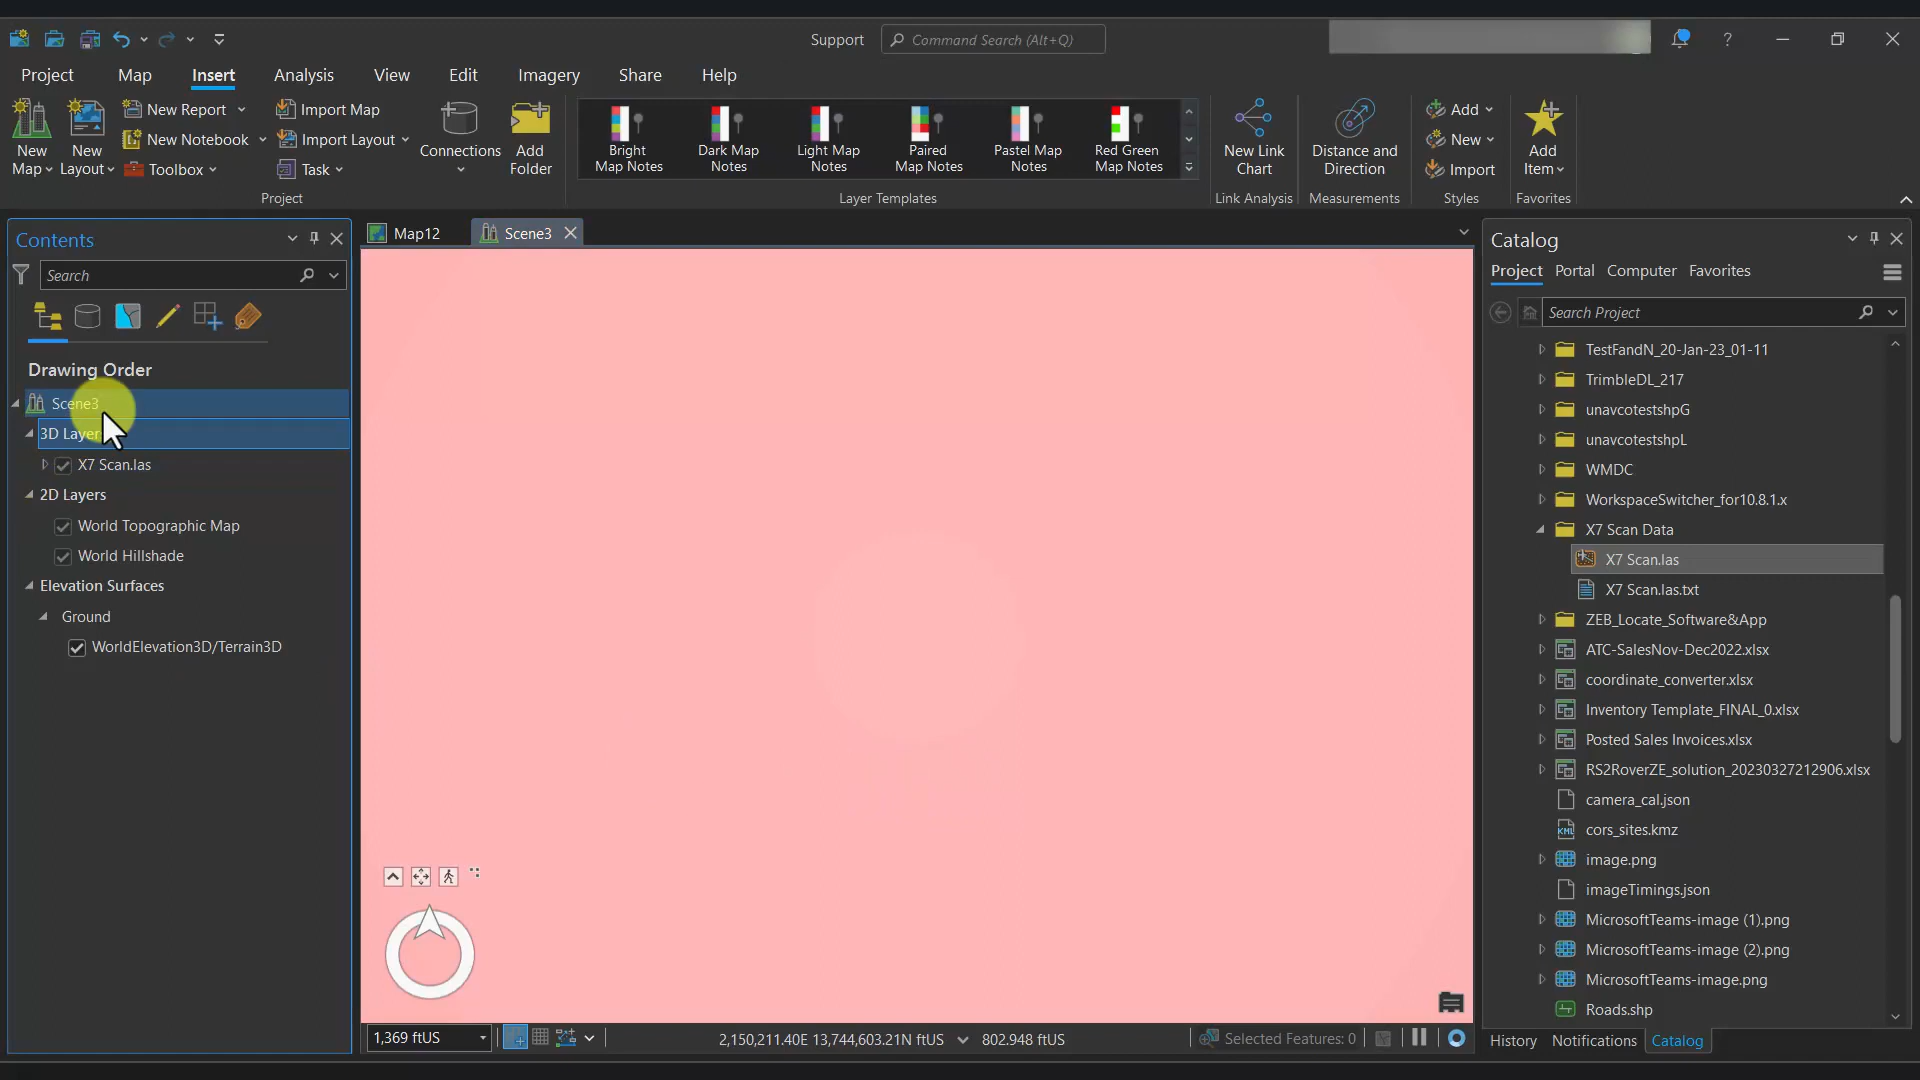 Support
Command Search (Alt+Q)
?
Project
Map
Insert
Analysis
View
Edit
Imagery
Share
Help
New Map
New Layout
New Report
New Notebook
Toolbox
Import Map
Import Layout
Task
Connections
Add Folder
Project
Bright Map Notes
Dark Map Notes
Light Map Notes
Paired Map Notes
Pastel Map Notes
Red Green Map Notes
Layer Templates
New Link Chart
Link Analysis
Distance and Direction
Measurements
Add
New
Import
Styles
Add Item
Favorites
Contents
Search
Drawing Order
Scene3
3D Layer
X7 Scan.las
2D Layers
World Topographic Map
World Hillshade
Elevation Surfaces
Ground
WorldElevation3D/Terrain3D
Map12
Scene3
1,369 ftUS
2,150,211.40E 13,744,603.21N ftUS
802.948 ftUS
Selected Features: 0
Catalog
Project
Portal
Computer
Favorites
Search Project
TestFandN_20-Jan-23_01-11
TrimbleDL_217
unavcotestshpG
unavcotestshpL
WMDC
WorkspaceSwitcher_for10.8.1.x
X7 Scan Data
X7 Scan.las
X7 Scan.las.txt
ZEB_Locate_Software&App
ATC-SalesNov-Dec2022.xlsx
coordinate_converter.xlsx
Inventory Template_FINAL_0.xlsx
Posted Sales Invoices.xlsx
RS2RoverZE_solution_20230327212906.xlsx
camera_cal.json
KML
cors_sites.kmz
image.png
imageTimings.json
MicrosoftTeams-image (1).png
MicrosoftTeams-image (2).png
MicrosoftTeams-image.png
Roads.shp
History
Notifications
Catalog